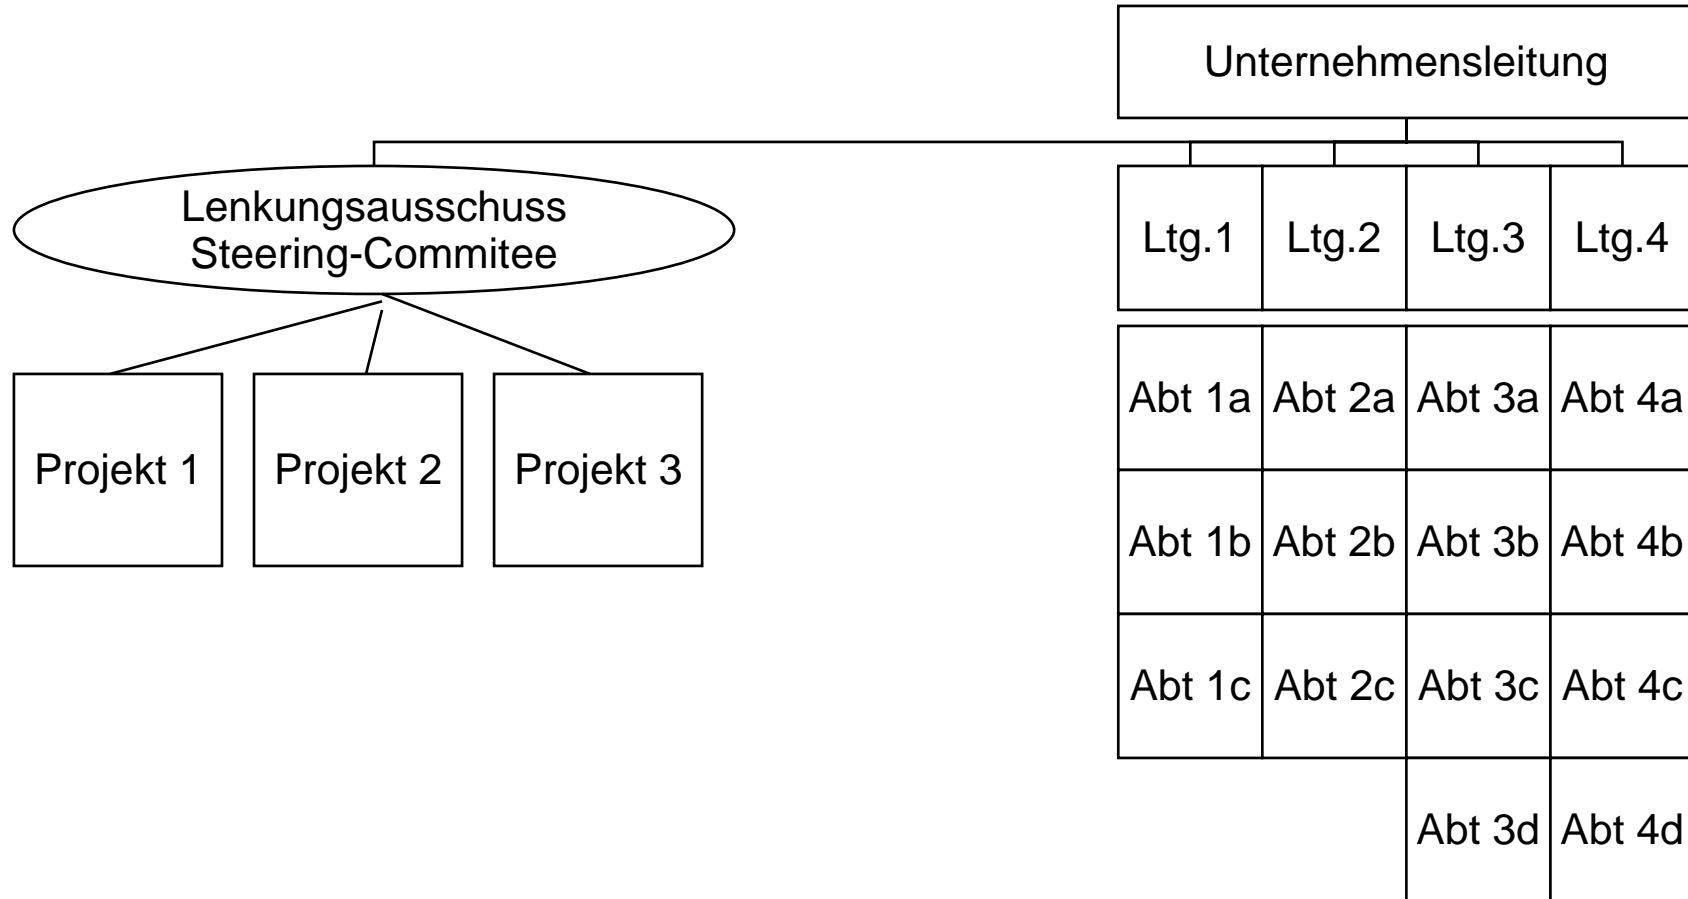 Unternehmensleitung
Lenkungsausschuss
Steering-Commitee
Ltg.1
Ltg.2
Ltg.3
Ltg.4
Projekt 1
Projekt 2
Projekt 3
Abt 1a
Abt 2a
Abt 3a
Abt 4a
Abt 1b
Abt 2b
Abt 3b
Abt 4b
Abt 1c
Abt 2c
Abt 3c
Abt 4c
Abt 3d
Abt 4d